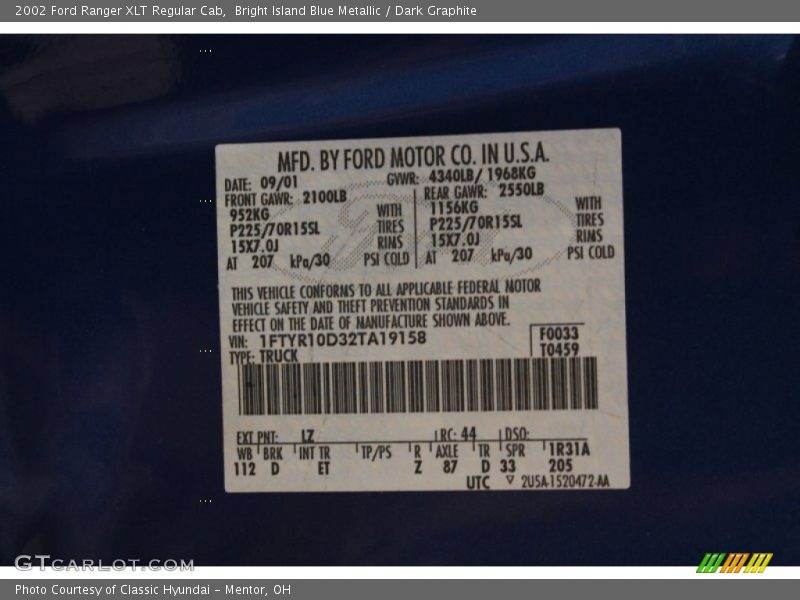 2002 Ford Ranger XLT Regular Cab,  Bright Island Blue Metallic / Dark Graphite
MFD. BY FORD MOTOR CO. IN U.S.A.
DATE: 09/01 GVWR: 4340LB/ 1968KG
FRONT GAWR: 2100LB REAR GAWR: 2550LB
952KG WITH 1156KG WITH
P225/70R15SL TIRES P225/70R15SL TIRES
15X7.0J RIMS 15X7.0J RIMS
AT 207 kPa/30 PSI COLD AT 207 kPa/30 PSI COLD
THIS VEHICLE CONFORMS TO ALL APPLICABLE FEDERAL MOTOR
VEHICLE SAFETY AND THEFT PREVENTION STANDARDS IN
EFFECT ON THE DATE OF MANUFACTURE SHOWN ABOVE.
VIN: 1FTYR10D32TA19158 F0033
TYPE: TRUCK T0459
EXT PNT: LZ RC: 44 DSO:
WB BRK INT TR TP/PS R AXLE TR SPR 1R31A
112 D ET Z 87 D 33 205
UTC ▽ 2U5A-1520472-AA
GTCARLOT.COM
Photo Courtesy of Classic Hyundai - Mentor, OH